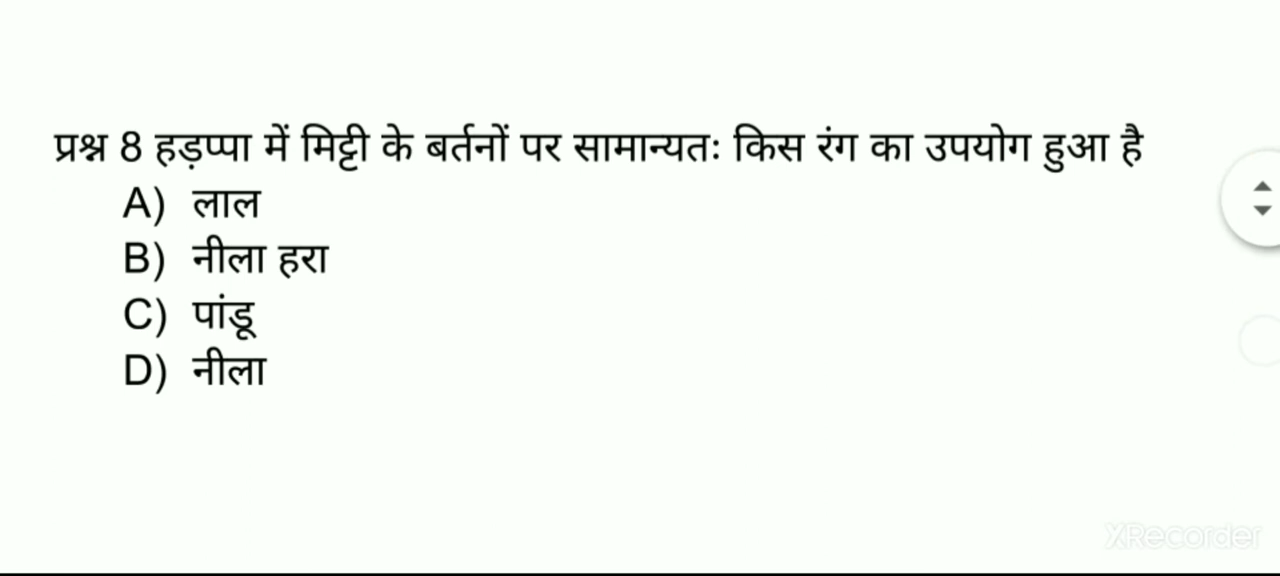 प्रश्न 8 हड़प्पा में मिट्टी के बर्तनों पर सामान्यतः किस रंग का उपयोग हुआ है
A) लाल
B) नीला हरा
C) पांडू
D) नीला
XRecorder